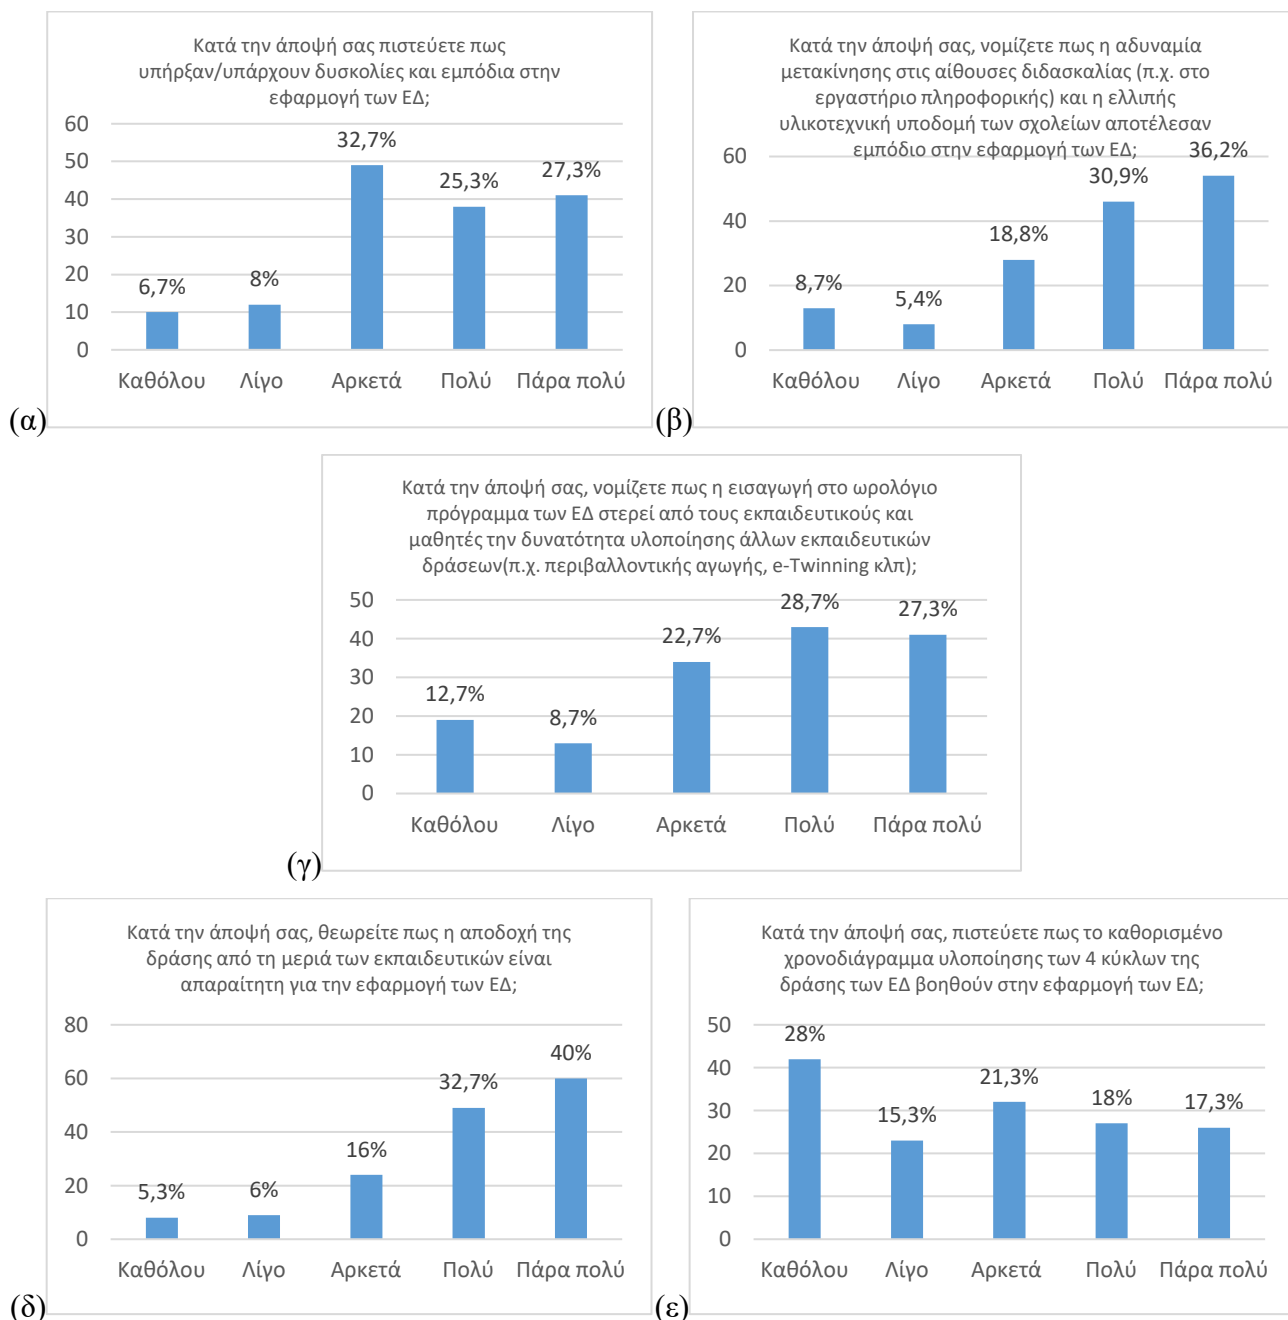 Κατά την άποψή σας πιστεύετε πως
υπήρξαν/υπάρχουν δυσκολίες και εμπόδια στην
εφαρμογή των ΕΔ;
60
50
40
30
20
10
0
6,7%
8%
32,7%
25,3%
27,3%
Καθόλου Λίγο Αρκετά Πολύ Πάρα πολύ
(α)
Κατά την άποψή σας, νομίζετε πως η αδυναμία
μετακίνησης στις αίθουσες διδασκαλίας (π.χ. στο
εργαστήριο πληροφορικής) και η ελλιπής
υλικοτεχνική υποδομή των σχολείων αποτέλεσαν
εμπόδιο στην εφαρμογή των ΕΔ;
60
40
20
0
8,7%
5,4%
18,8%
30,9%
36,2%
Καθόλου Λίγο Αρκετά Πολύ Πάρα πολύ
(β)
Κατά την άποψή σας, νομίζετε πως η εισαγωγή στο ωρολόγιο
πρόγραμμα των ΕΔ στερεί από τους εκπαιδευτικούς και
μαθητές την δυνατότητα υλοποίησης άλλων εκπαιδευτικών
δράσεων(π.χ. περιβαλλοντικής αγωγής, e-Twinning κλπ);
50
40
30
20
10
0
12,7%
8,7%
22,7%
28,7%
27,3%
Καθόλου Λίγο Αρκετά Πολύ Πάρα πολύ
(γ)
Κατά την άποψή σας, θεωρείτε πως η αποδοχή της
δράσης από τη μεριά των εκπαιδευτικών είναι
απαραίτητη για την εφαρμογή των ΕΔ;
80
60
40
20
0
5,3%
6%
16%
32,7%
40%
Καθόλου Λίγο Αρκετά Πολύ Πάρα πολύ
(δ)
Κατά την άποψή σας, πιστεύετε πως το καθορισμένο
χρονοδιάγραμμα υλοποίησης των 4 κύκλων της
δράσης των ΕΔ βοηθούν στην εφαρμογή των ΕΔ;
50
40
30
20
10
0
28%
15,3%
21,3%
18%
17,3%
Καθόλου Λίγο Αρκετά Πολύ Πάρα πολύ
(ε)